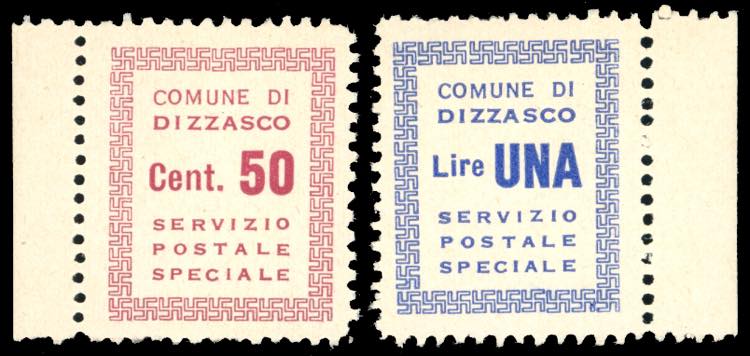 COMUNE DI
DIZZASCO
Cent. 50
SERVIZIO
POSTALE
SPECIALE
COMUNE DI
DIZZASCO
Lire UNA
SERVIZIO
POSTALE
SPECIALE